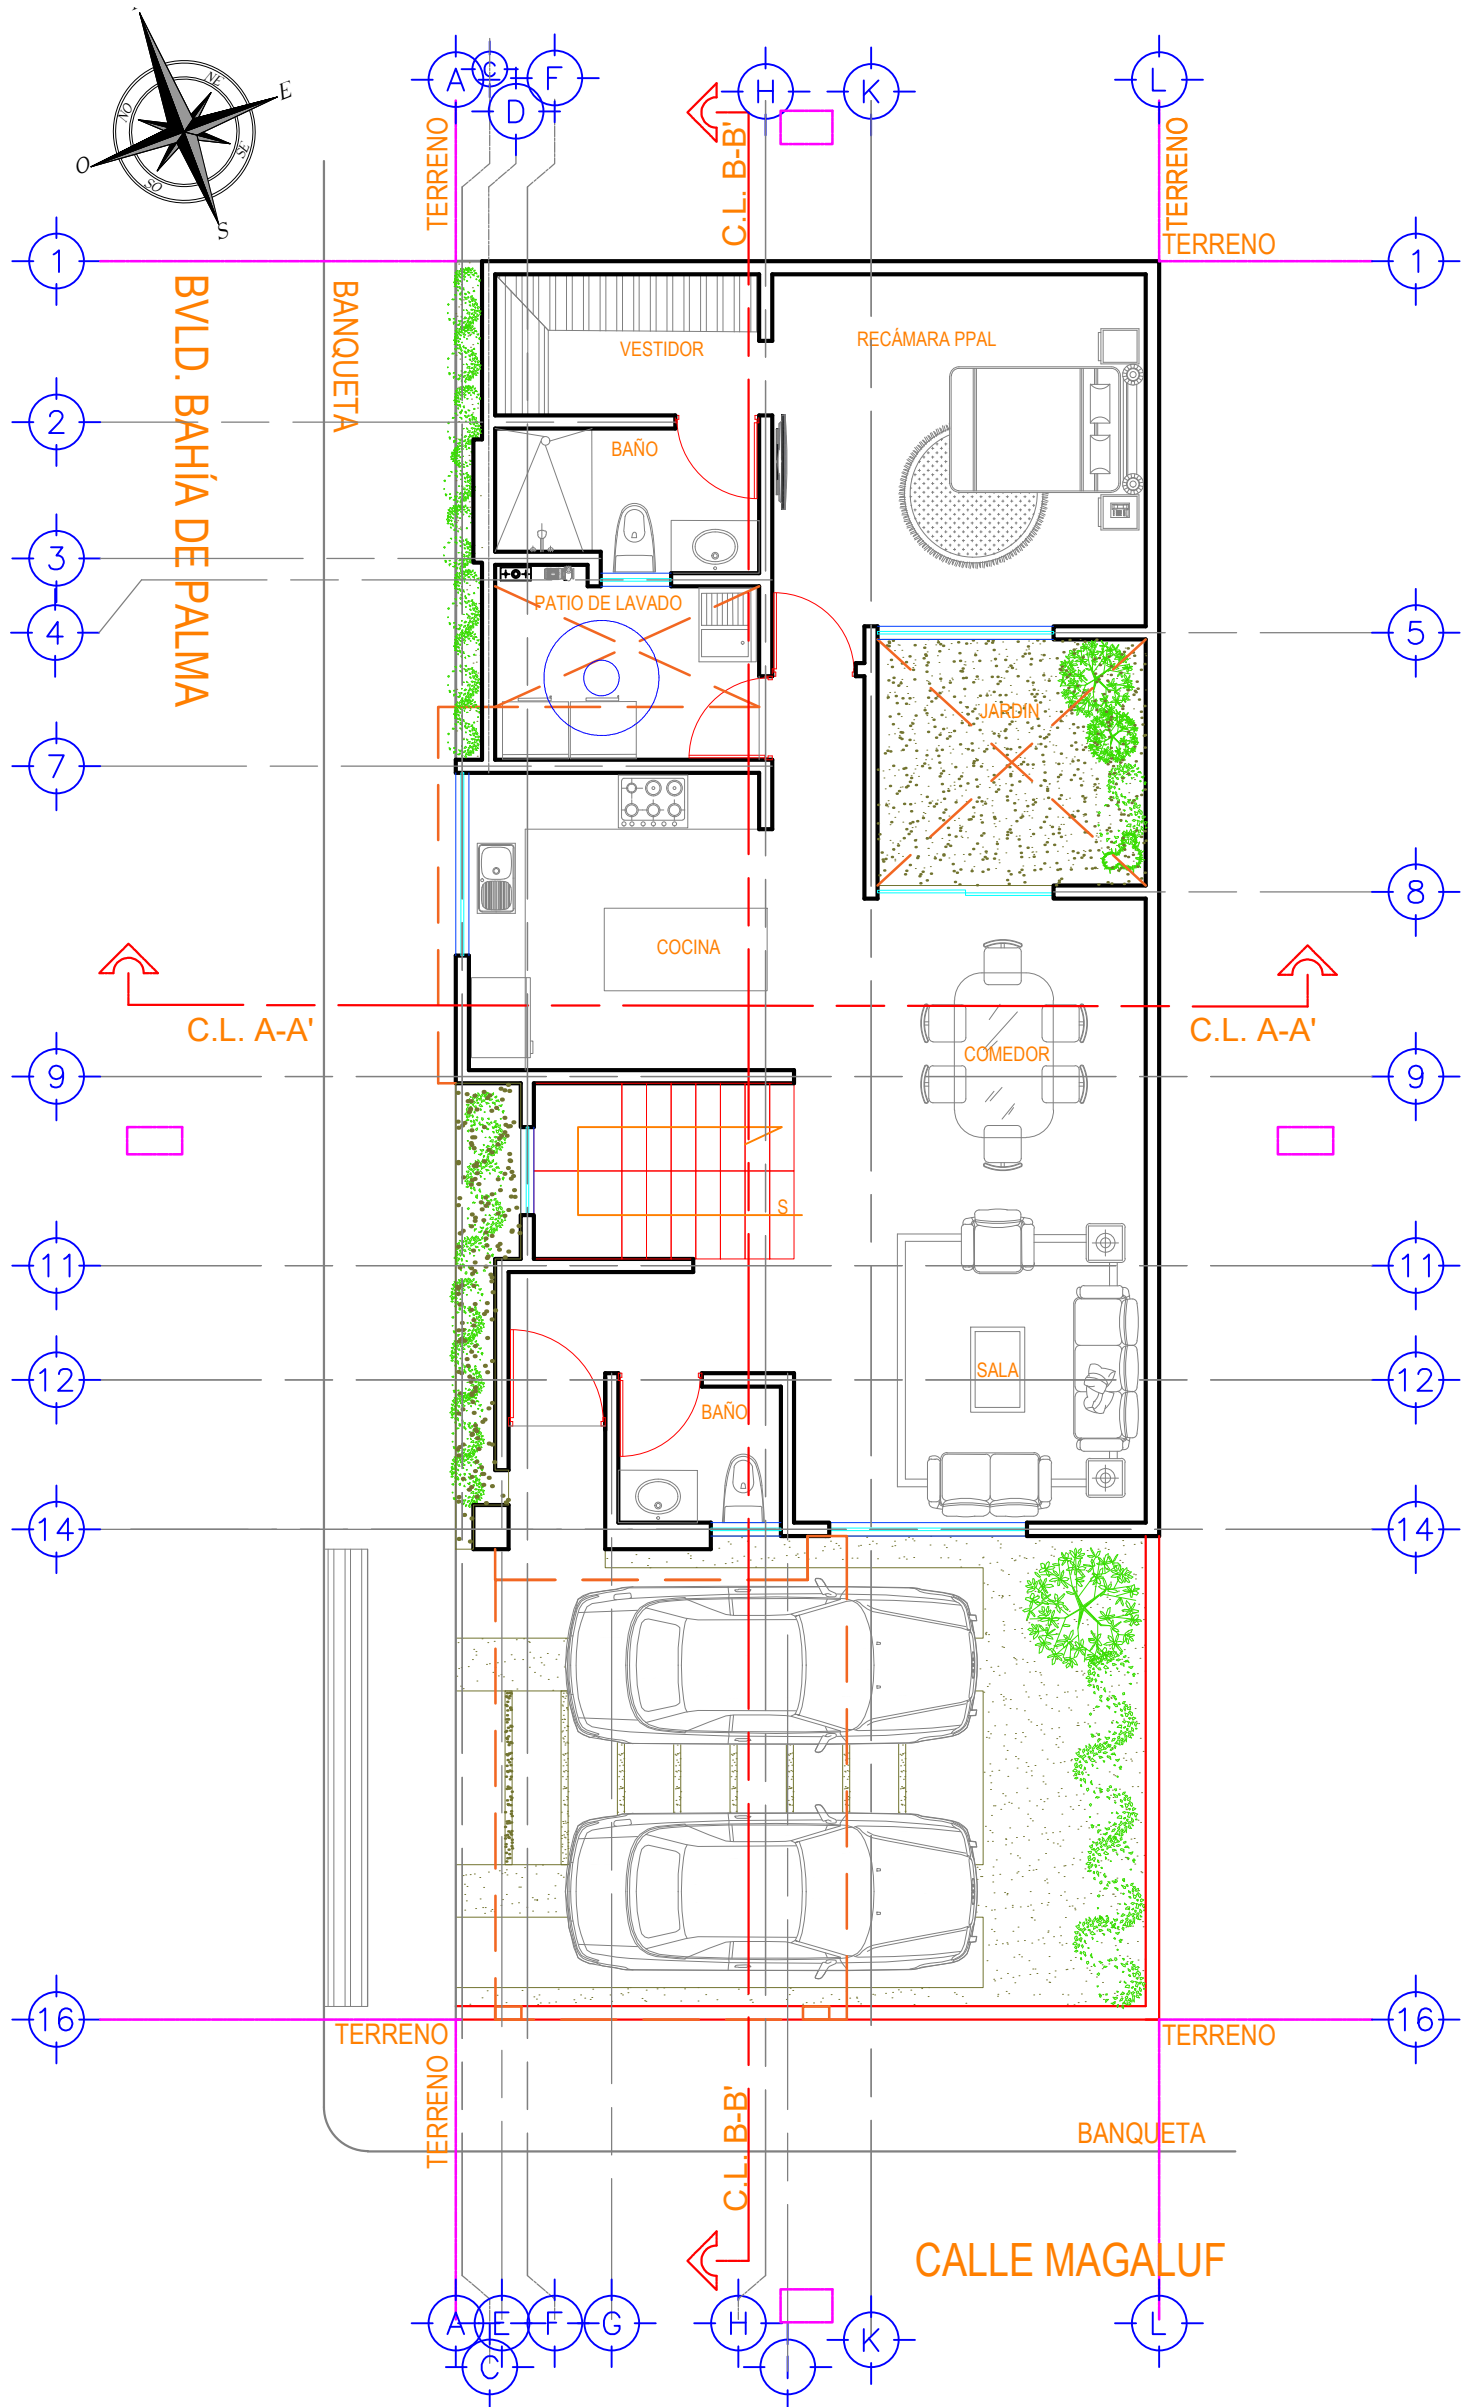 A
C
D
F
H
K
L
NE
E
NO
O
SE
SO
S
TERRENO
C.L. B-B'
TERRENO
TERRENO
1
1
BVLD. BAHÍA DE PALMA
BANQUETA
VESTIDOR
RECÁMARA PPAL
2
BAÑO
3
PATIO DE LAVADO
4
5
JARDIN
7
8
COCINA
C.L. A-A'
C.L. A-A'
COMEDOR
9
9
S
11
11
12
12
SALA
BAÑO
14
14
16
16
TERRENO
TERRENO
TERRENO
C.L. B-B'
BANQUETA
CALLE MAGALUF
A
E
F
G
H
K
L
C
I